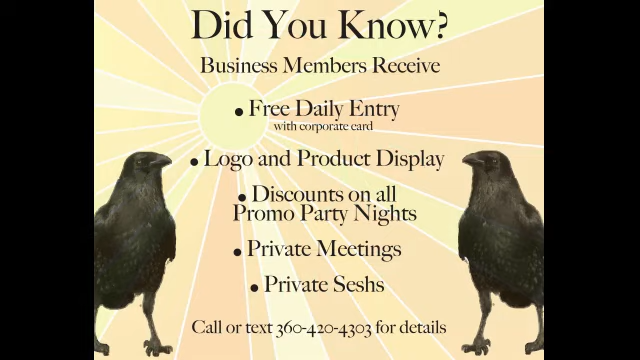 Did You Know?
Business Members Receive
• Free Daily Entry
with corporate card
• Logo and Product Display
• Discounts on all
Promo Party Nights
• Private Meetings
• Private Seshs
Call or text 360-420-4303 for details